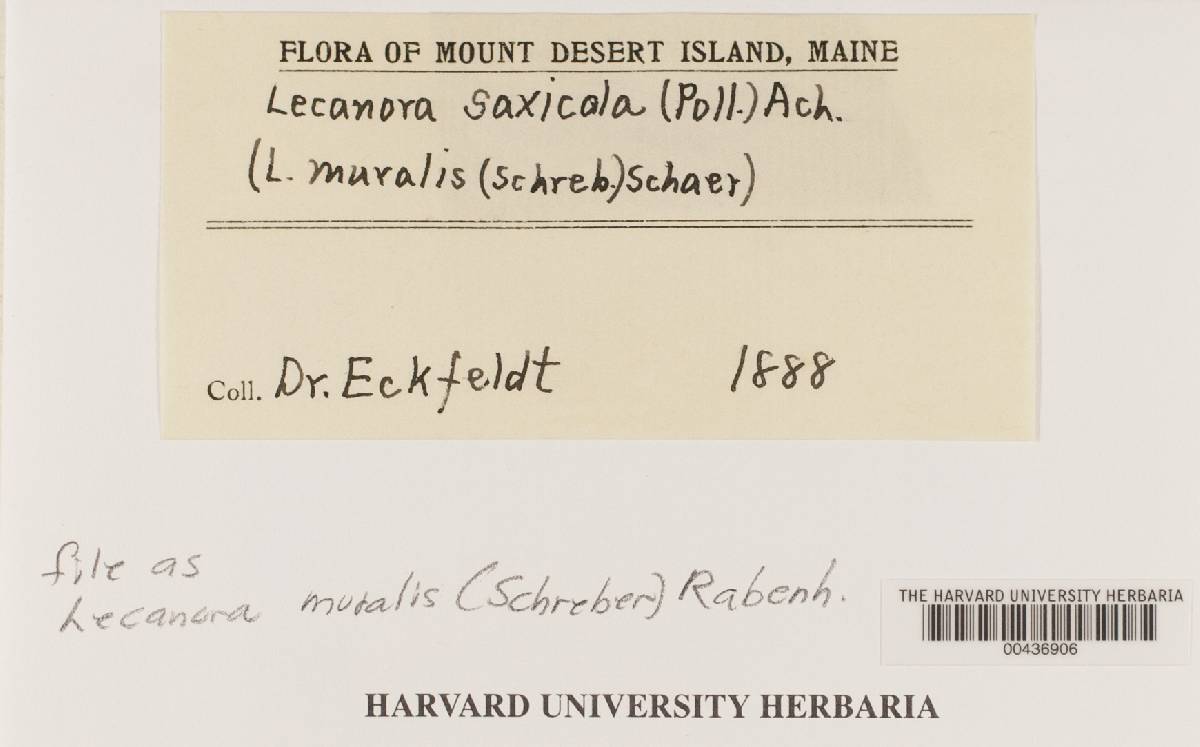 FLORA OF MOUNT DESERT ISLAND, MAINE
Lecanora saxicola (Poll.) Ach.
(L. muralis (Schreb.) Schaer)
Coll. Dr. Eckfeldt 1888
file as
Lecanora muralis (Schreber) Rabenh.
THE HARVARD UNIVERSITY HERBARIA
00436906
HARVARD UNIVERSITY HERBARIA